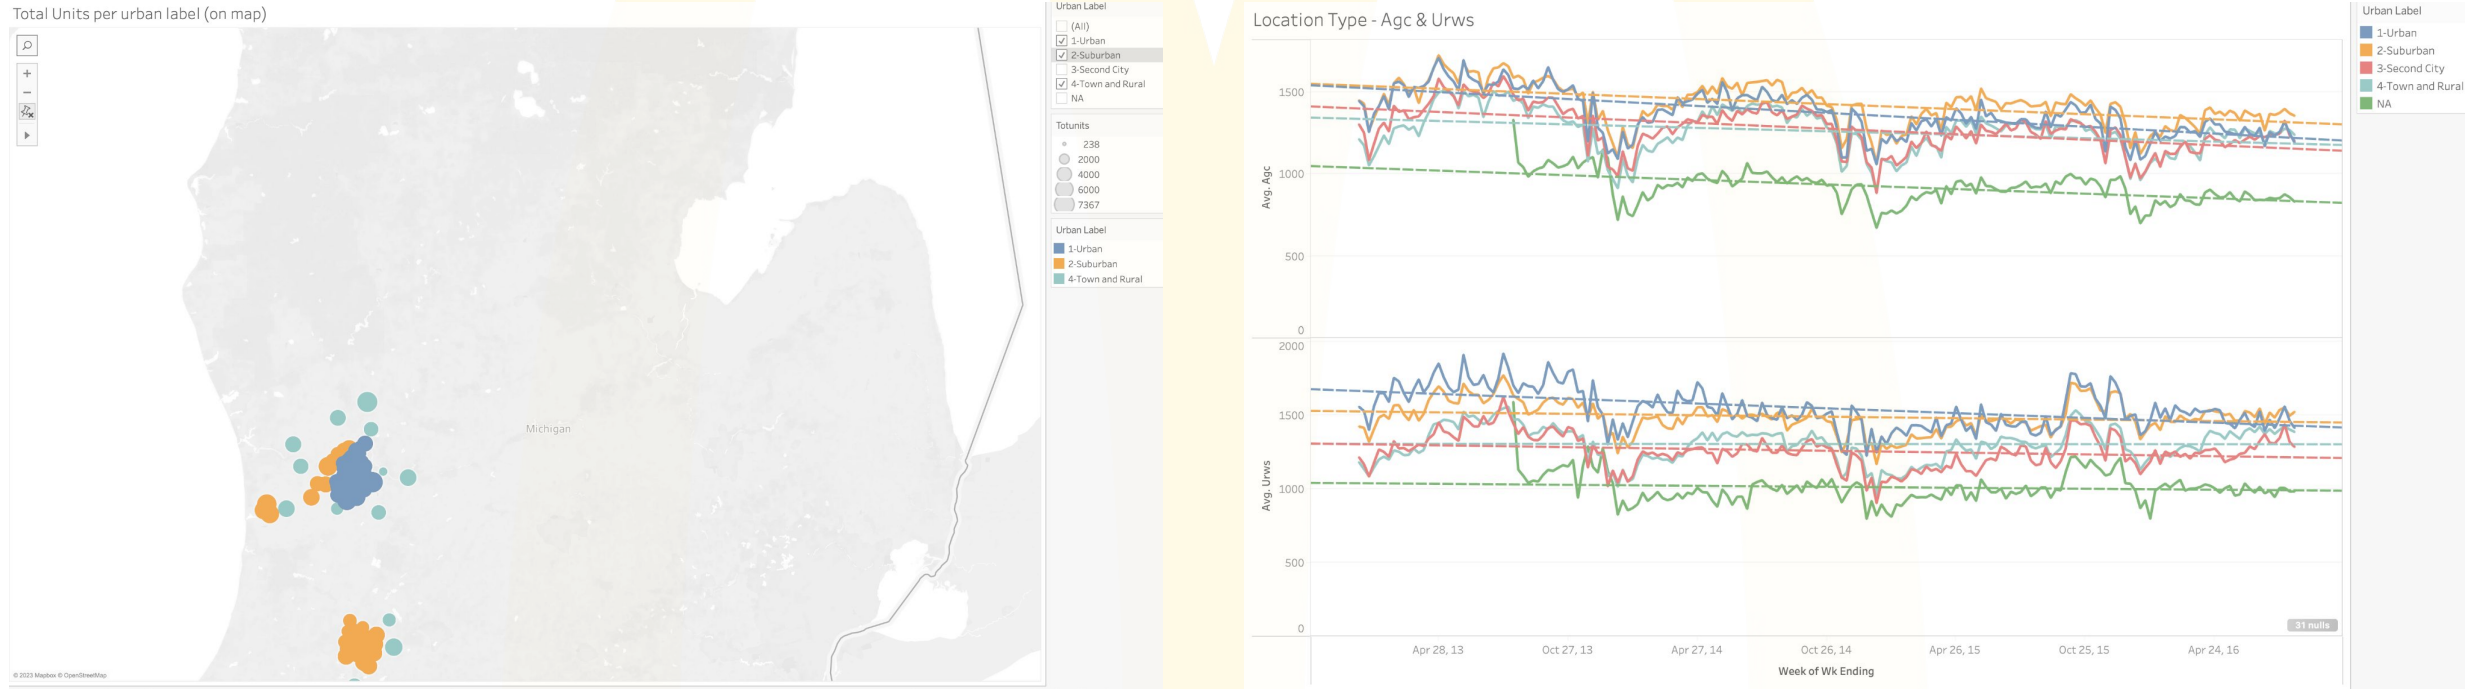 Total Units per urban label (on map)
Michigan
© 2023 Mapbox © OpenStreetMap
Urban Label
(All)
1-Urban
2-Suburban
3-Second City
4-Town and Rural
NA
Totunits
238
2000
4000
6000
7367
Urban Label
1-Urban
2-Suburban
4-Town and Rural
Location Type - Agc & Urws
Avg. Agc
1500
1000
500
0
Avg. Urws
2000
1500
1000
500
0
31 nulls
Apr 28, 13 Oct 27, 13 Apr 27, 14 Oct 26, 14 Apr 26, 15 Oct 25, 15 Apr 24, 16
Week of Wk Ending
Urban Label
1-Urban
2-Suburban
3-Second City
4-Town and Rural
NA